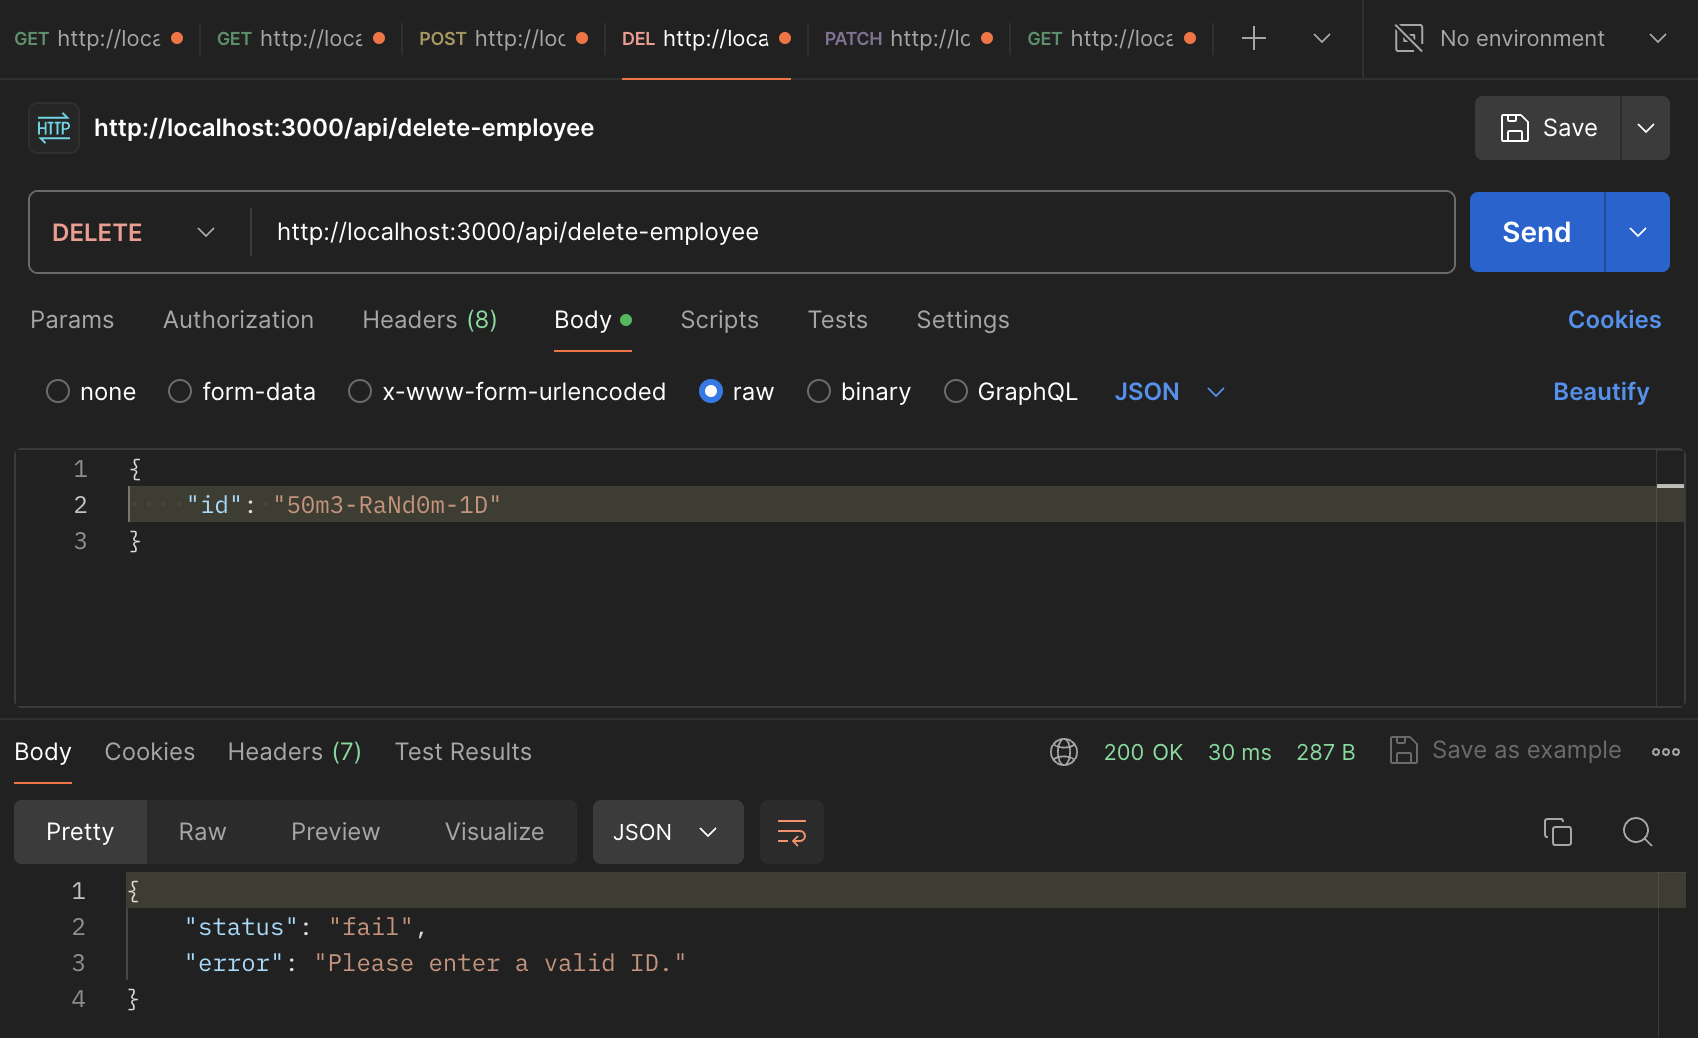 GET http://loca GET http://loca POST http://loc DEL http://loca PATCH http://lc GET http://loca No environment
HTTP http://localhost:3000/api/delete-employee Save
DELETE http://localhost:3000/api/delete-employee Send
Params Authorization Headers (8) Body Scripts Tests Settings Cookies
none form-data x-www-form-urlencoded raw binary GraphQL JSON Beautify
1 {
2 "id": "50m3-RaNd0m-1D"
3 }
Body Cookies Headers (7) Test Results 200 OK 30 ms 287 B Save as example
Pretty Raw Preview Visualize JSON
1 {
2 "status": "fail",
3 "error": "Please enter a valid ID."
4 }